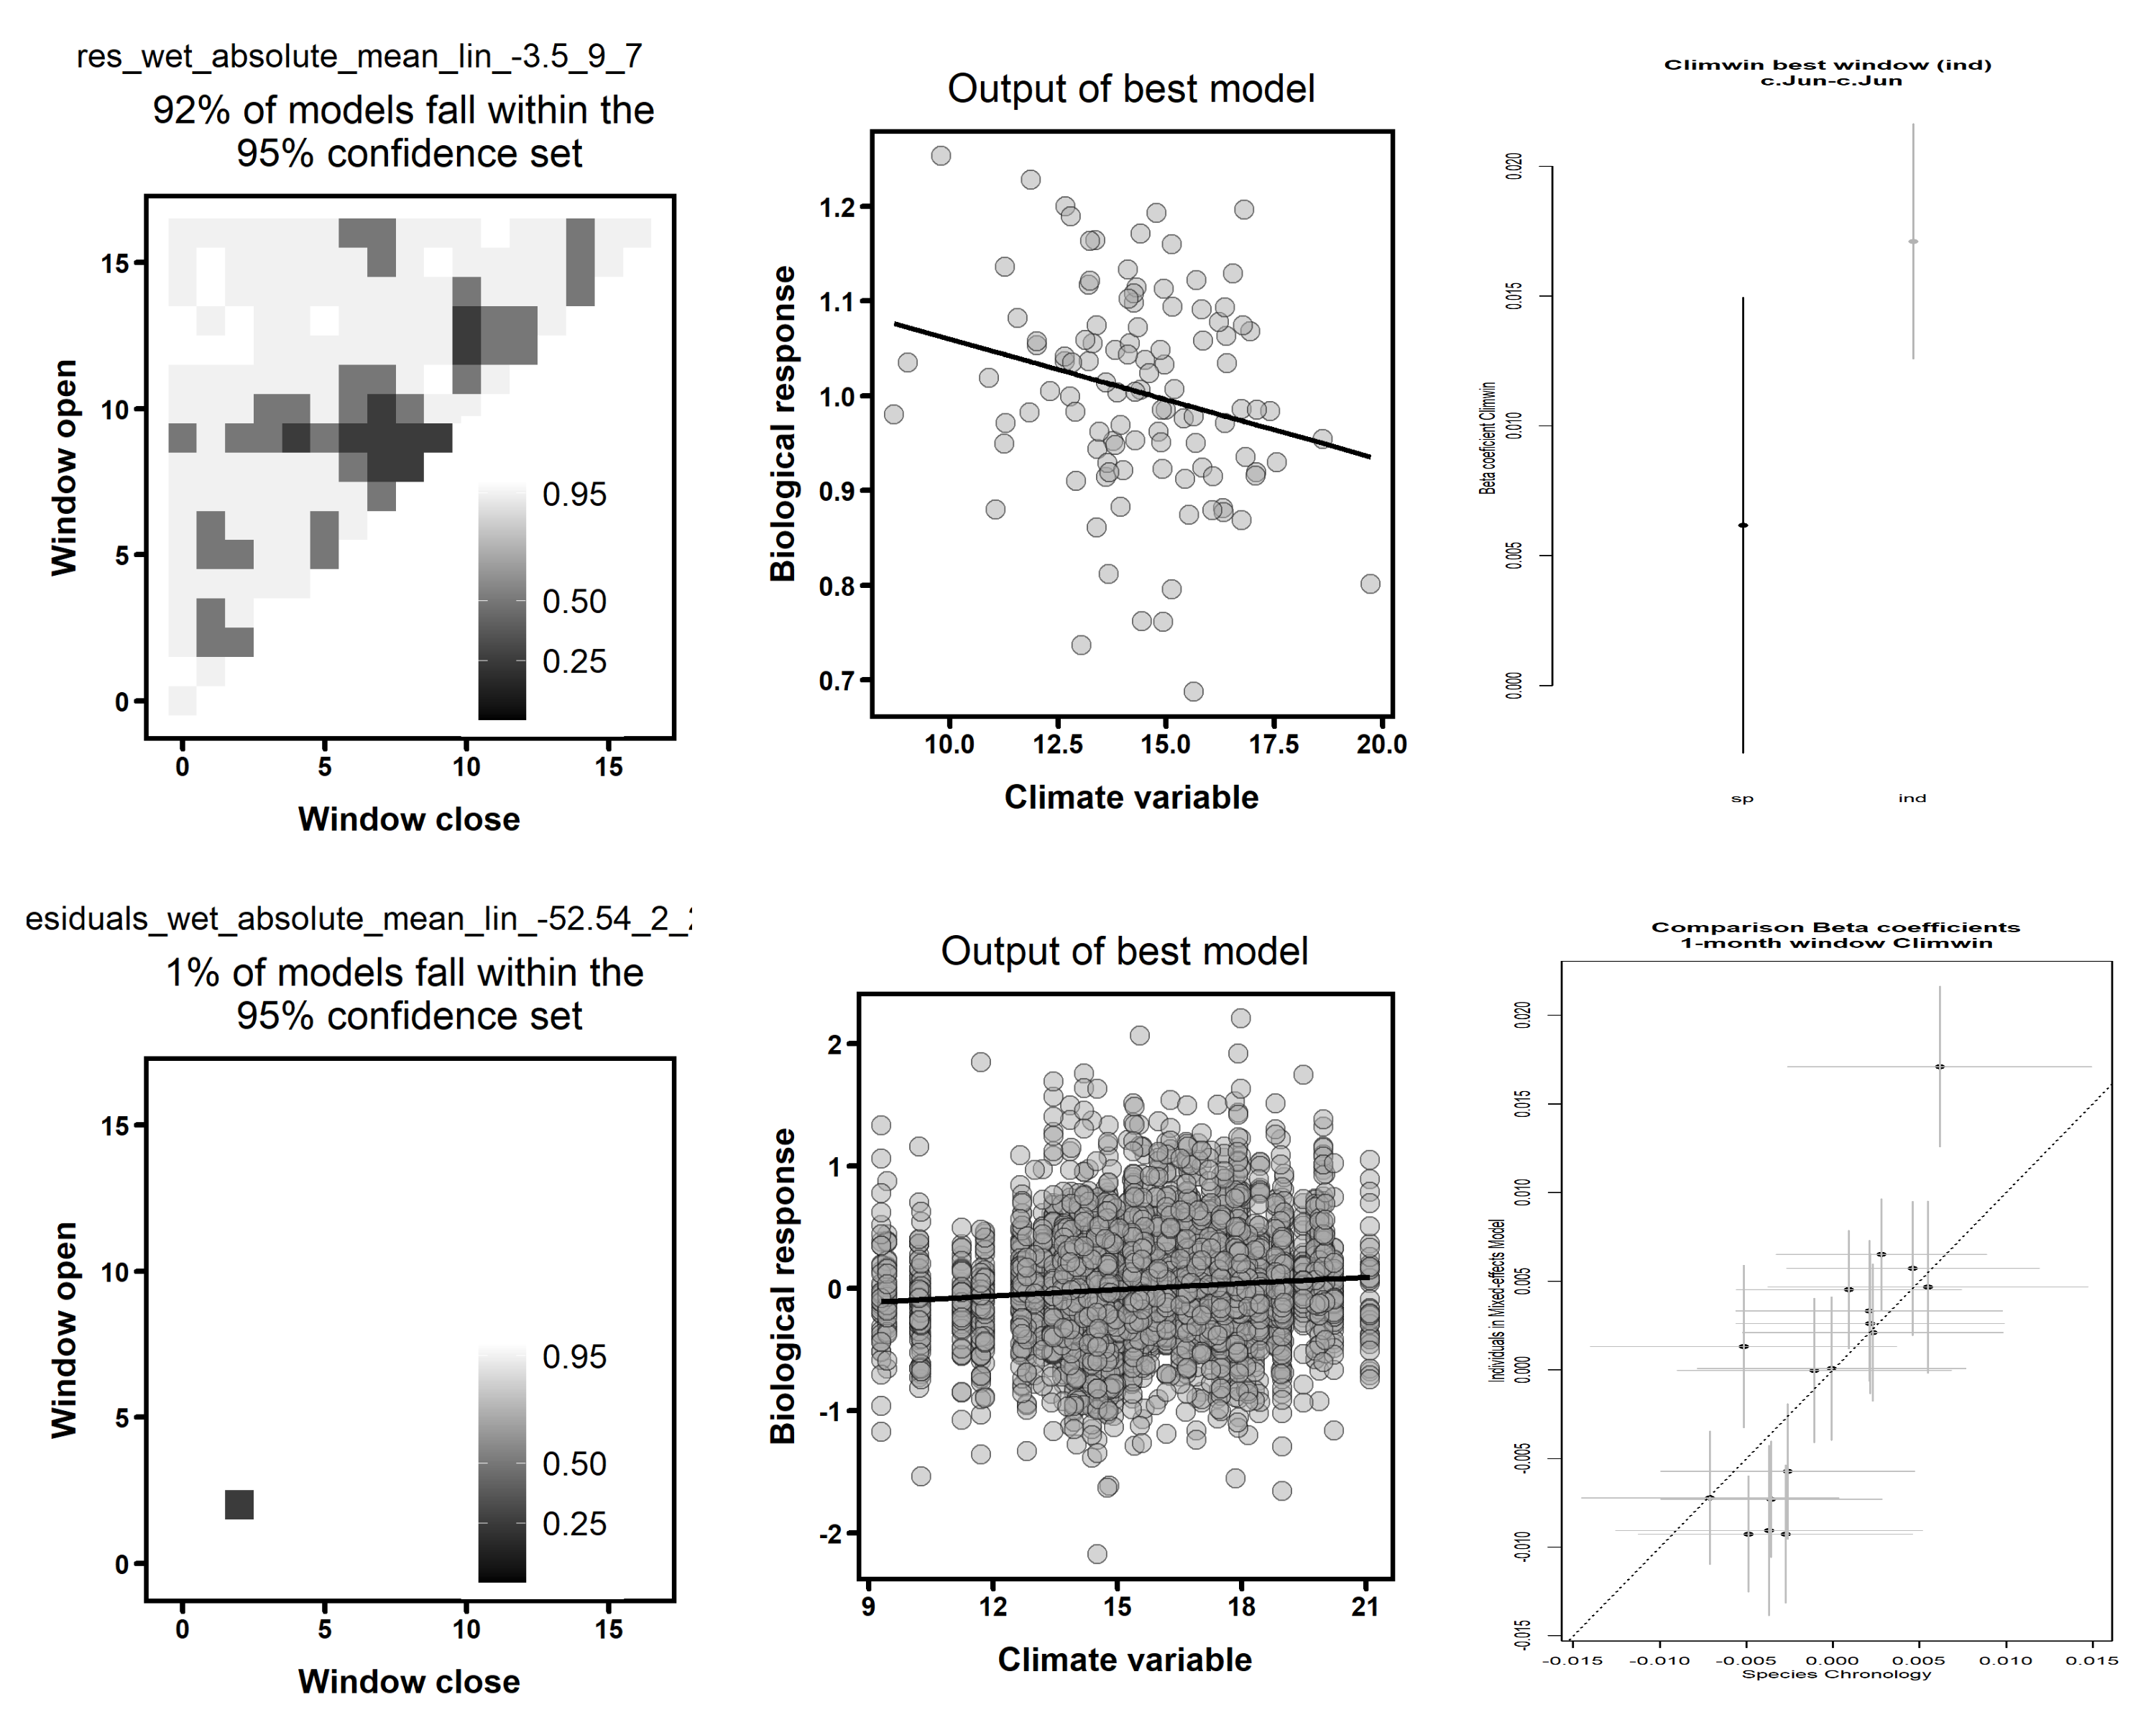 res_wet_absolute_mean_lin_-3.5_9_7
92% of models fall within the
95% confidence set
Window open
15
10
5
0
0.95
0.50
0.25
0 5 10 15
Window close
Output of best model
Biological response
1.2
1.1
1.0
0.9
0.8
0.7
10.0 12.5 15.0 17.5 20.0
Climate variable
Climwin best window (ind)
c.Jun-c.Jun
Beta coeficient Climwin
0.020
0.015
0.010
0.005
0.000
sp ind
esiduals_wet_absolute_mean_lin_-52.54_2_
1% of models fall within the
95% confidence set
Window open
15
10
5
0
0.95
0.50
0.25
0 5 10 15
Window close
Output of best model
Biological response
2
1
0
-1
-2
9 12 15 18 21
Climate variable
Comparison Beta coefficients
1-month window Climwin
Individuals in Mixed-effects Model
0.020
0.015
0.010
0.005
0.000
-0.005
-0.010
-0.015
-0.015 -0.010 -0.005 0.000 0.005 0.010 0.015
Species Chronology